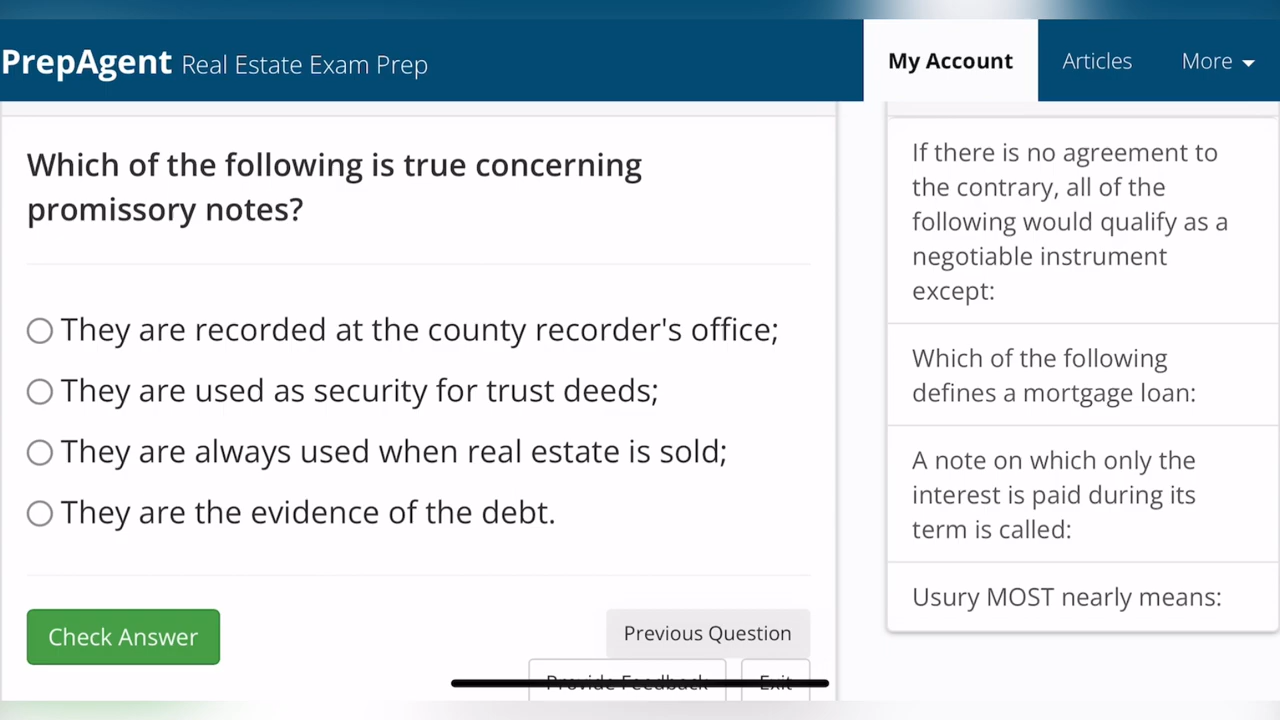 PrepAgent Real Estate Exam Prep
My Account
Articles
More
Which of the following is true concerning
promissory notes?
They are recorded at the county recorder's office;
They are used as security for trust deeds;
They are always used when real estate is sold;
They are the evidence of the debt.
Check Answer
Previous Question
Provide Feedback
Exit
If there is no agreement to
the contrary, all of the
following would qualify as a
negotiable instrument
except:
Which of the following
defines a mortgage loan:
A note on which only the
interest is paid during its
term is called:
Usury MOST nearly means: